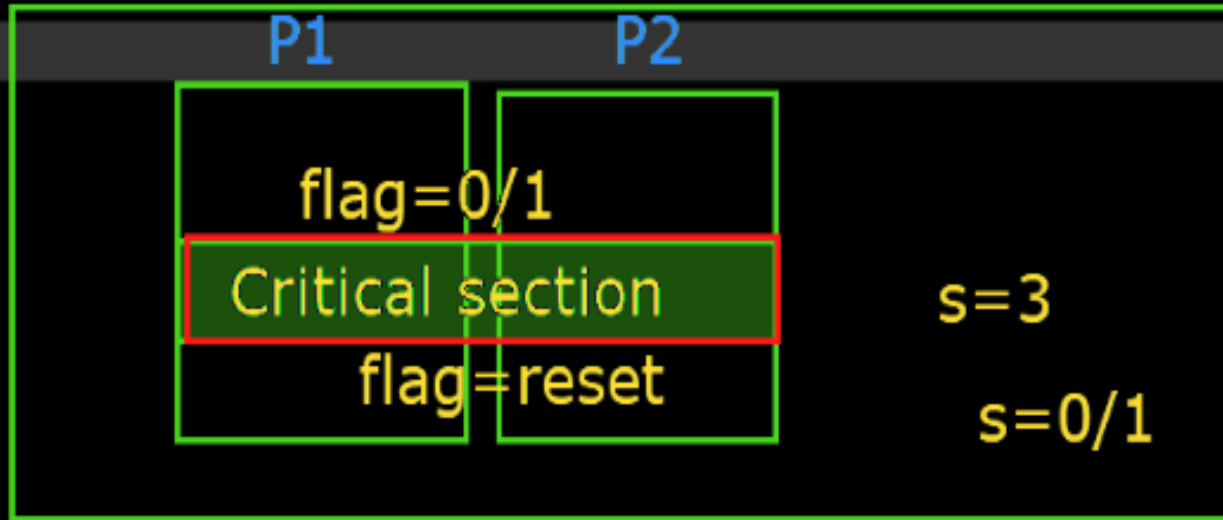 P1 P2
flag=0/1
Critical section
s=3
flag=reset
s=0/1